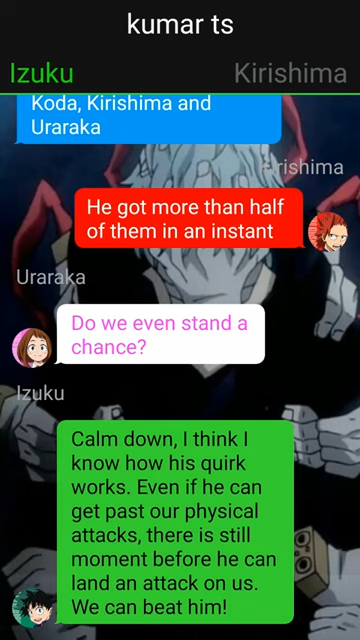 kumar ts
Izuku
Kirishima
Koda, Kirishima and
Uraraka
Kirishima
He got more than half
of them in an instant
Uraraka
Do we even stand a
chance?
Izuku
Calm down, I think I
know how his quirk
works. Even if he can
get past our physical
attacks, there is still
moment before he can
land an attack on us.
We can beat him!